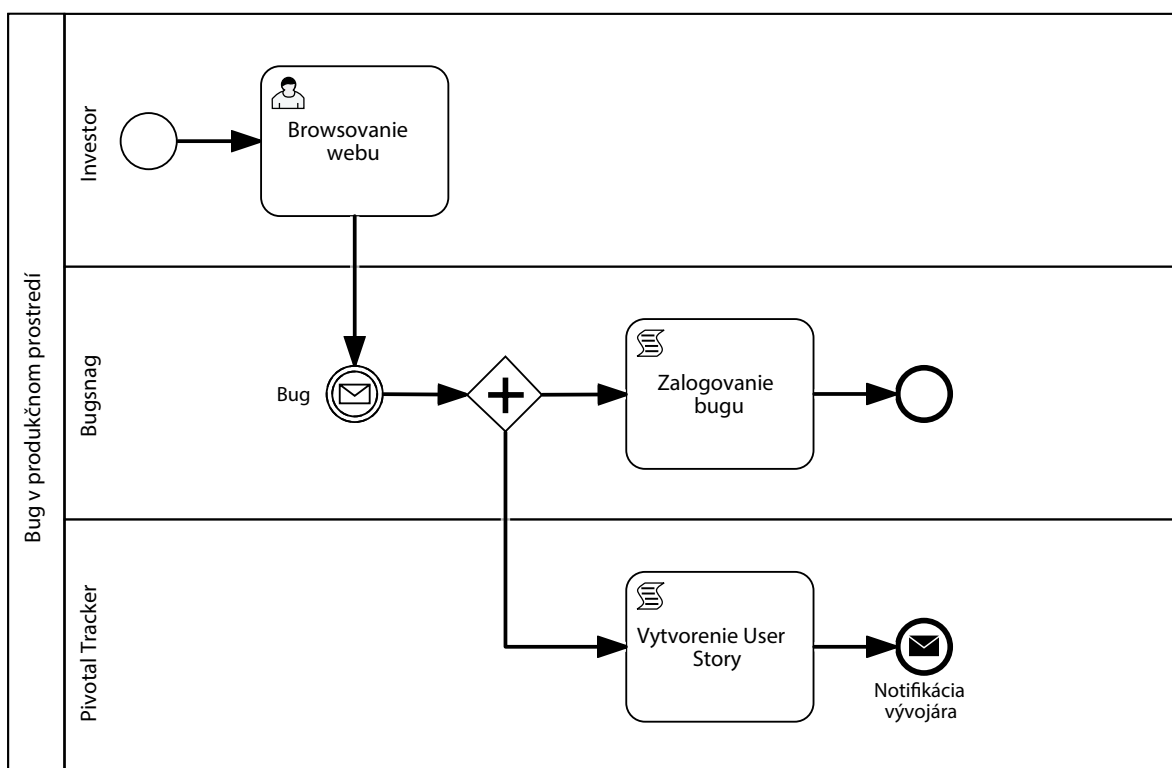 Bug v produkčnom prostredí
Investor
Browsovanie
webu
Bugsnag
Bug
Zalogovanie
bugu
Pivotal Tracker
Vytvorenie User
Story
Notifikácia
vývojára